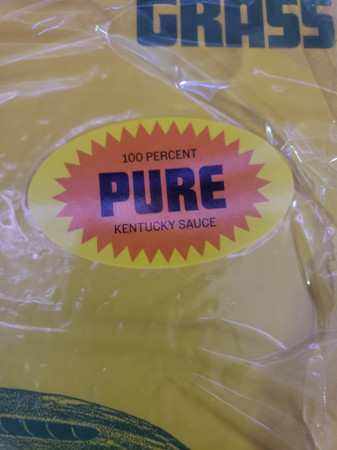 GRASS
100 PERCENT
PURE
KENTUCKY SAUCE